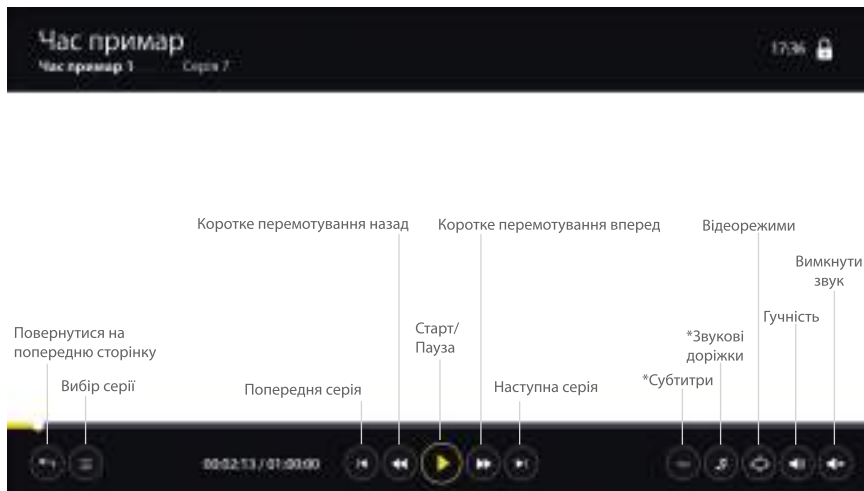 Час примар
17:36
Час примар 1 Серія 7
Коротке перемотування назад
Коротке перемотування вперед
Відеорежими
Вимкнути
звук
Гучність
Старт/
Пауза
*Звукові
доріжки
Повернутися на
попередню сторінку
*Субтитри
Вибір серії
Попередня серія
Наступна серія
00:02:13 / 01:00:00